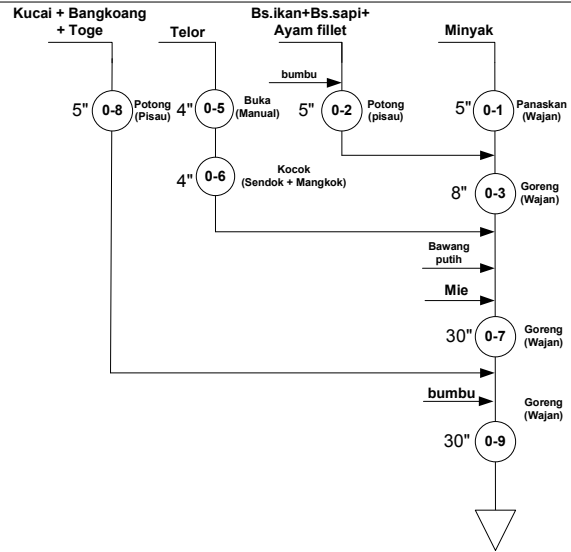 Kucai + Bangkoang
+ Toge
Telor
Bs.ikan+Bs.sapi+
Ayam fillet
Minyak
bumbu
5" 0-8 Potong
(Pisau)
4" 0-5 Buka
(Manual)
5" 0-2 Potong
(pisau)
5" 0-1 Panaskan
(Wajan)
4" 0-6 Kocok
(Sendok + Mangkok)
8" 0-3 Goreng
(Wajan)
Bawang
putih
Mie
30" 0-7 Goreng
(Wajan)
bumbu
Goreng
(Wajan)
30" 0-9